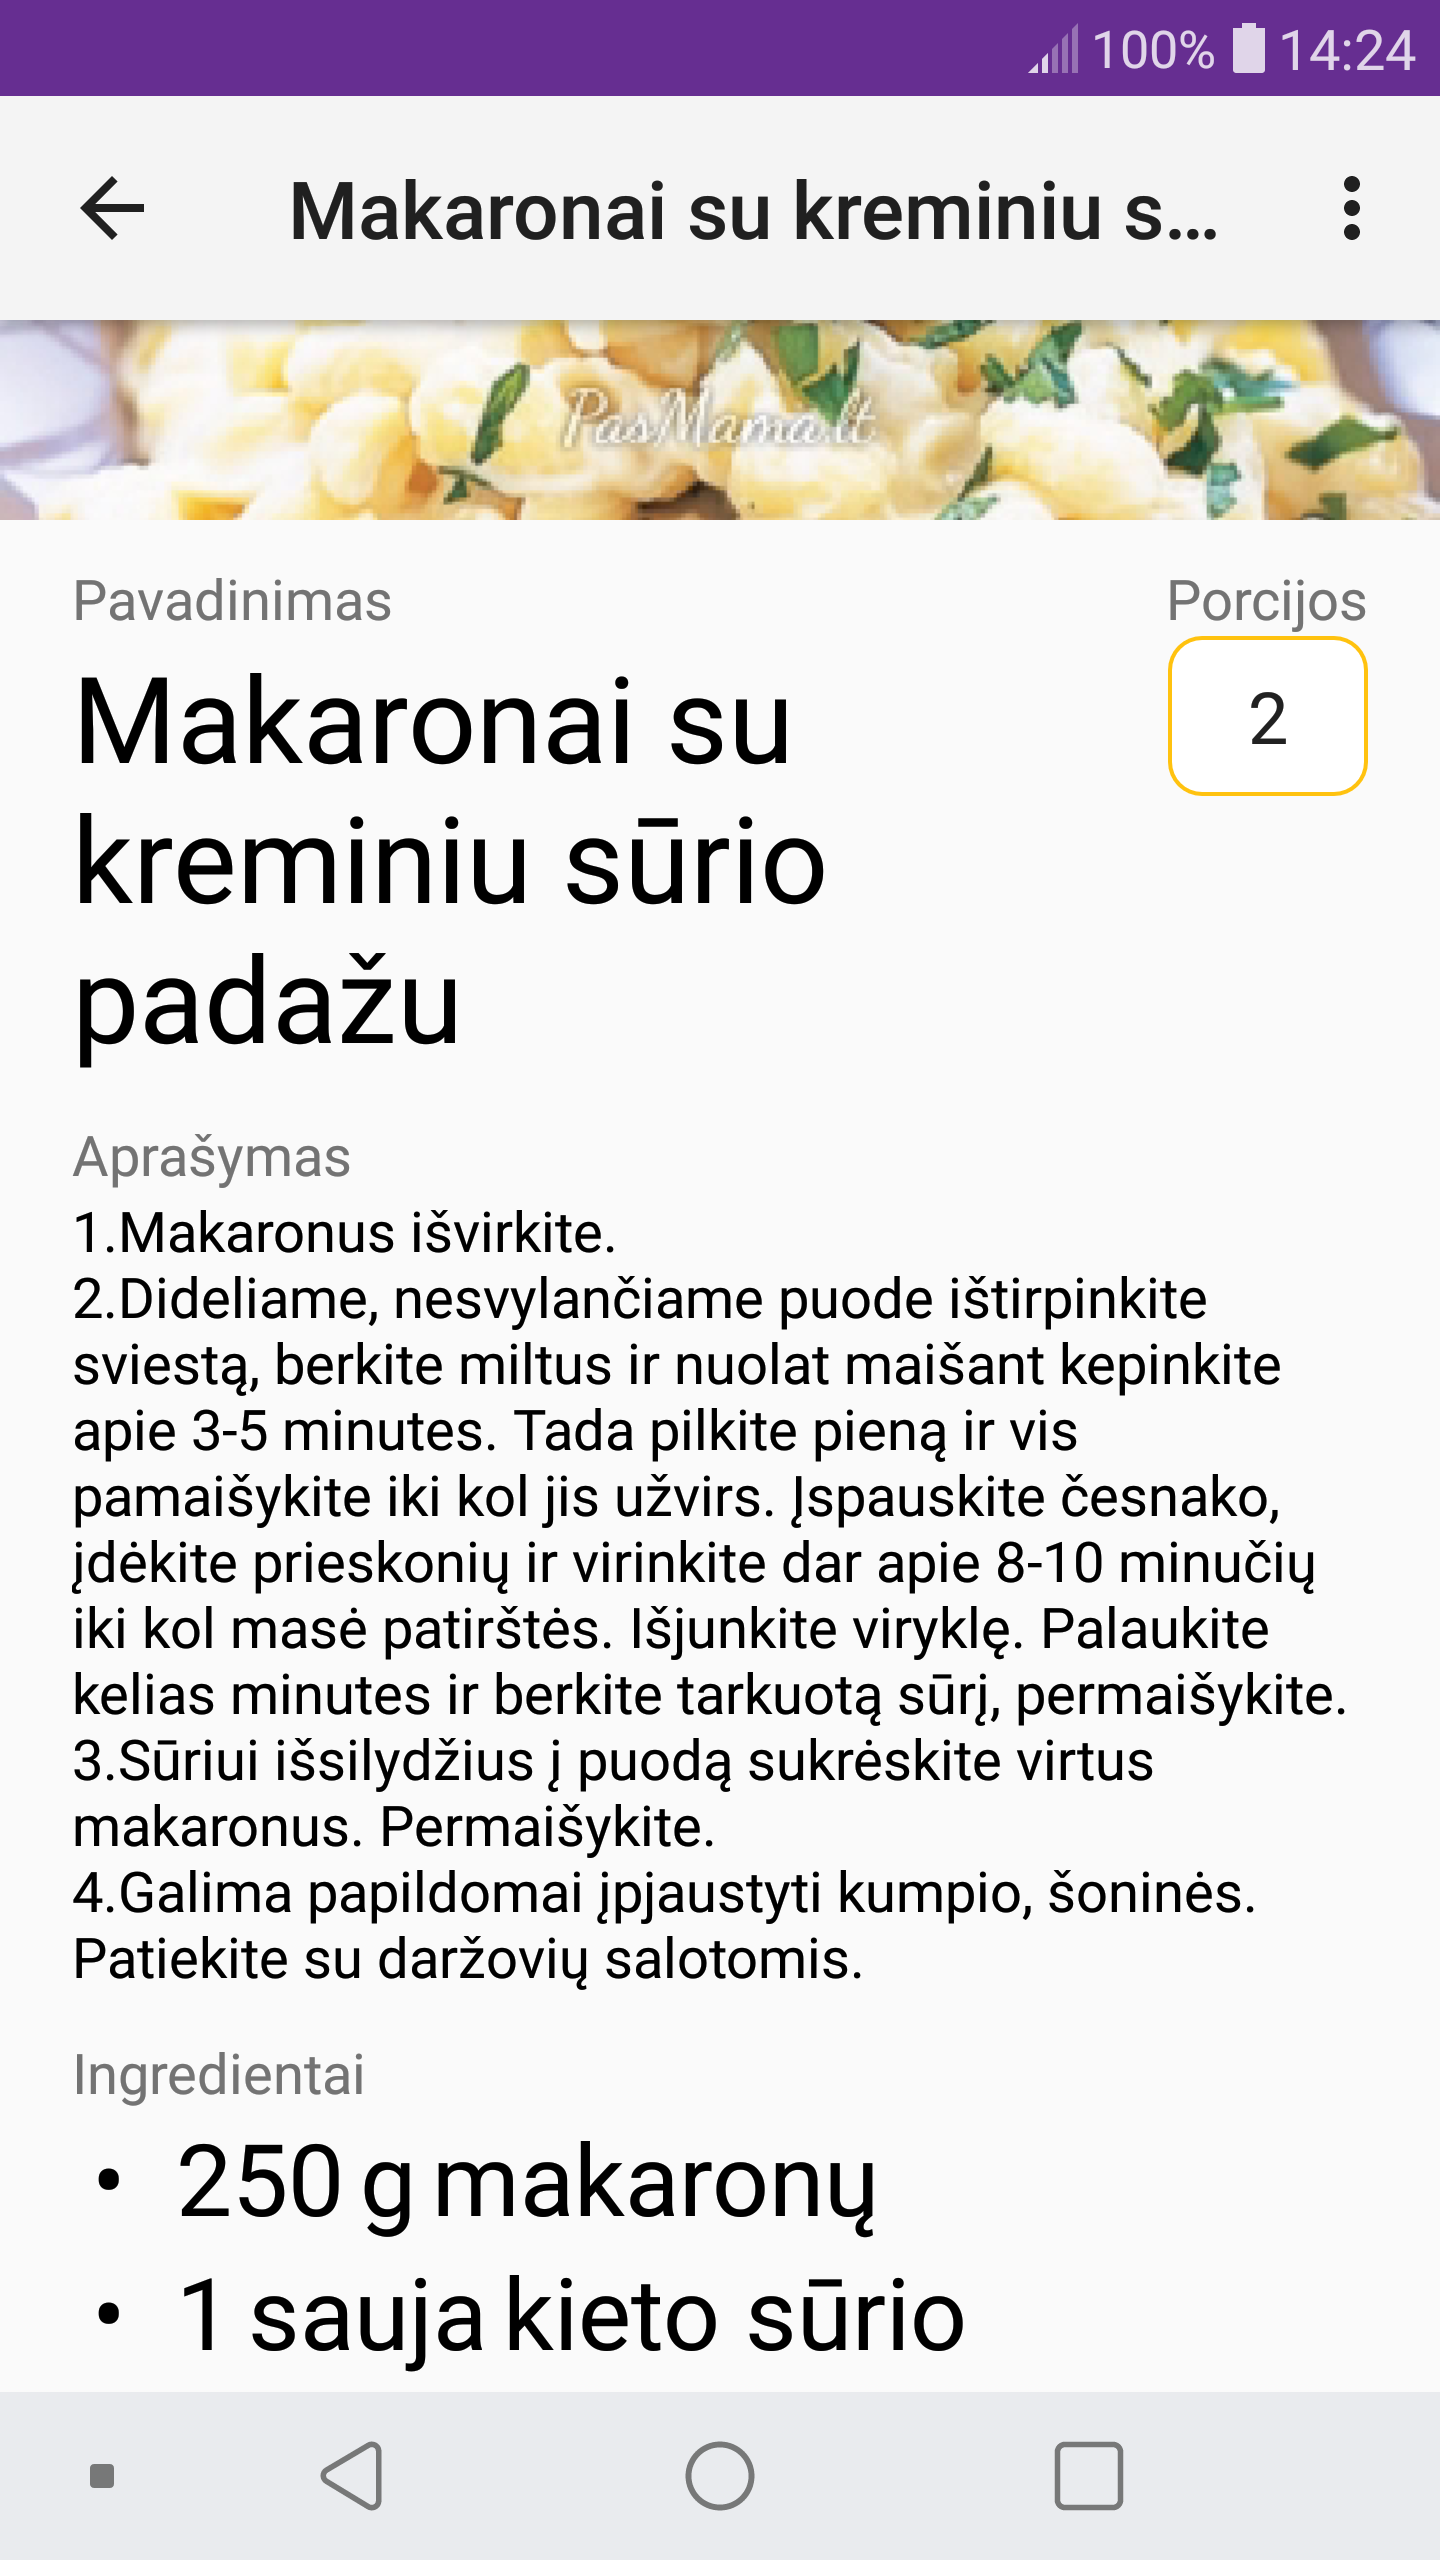 100% 14:24
Makaronai su kreminiu s...
PasMama.lt
Pavadinimas
Porcijos
Makaronai su
kreminiu sūrio
padažu
2
Aprašymas
1.Makaronus išvirkite.
2.Dideliame, nesvylančiame puode ištirpinkite
sviestą, berkite miltus ir nuolat maišant kepinkite
apie 3-5 minutes. Tada pilkite pieną ir vis
pamaišykite iki kol jis užvirs. Įspauskite česnako,
įdėkite prieskonių ir virinkite dar apie 8-10 minučių
iki kol masė patirštės. Išjunkite viryklę. Palaukite
kelias minutes ir berkite tarkuotą sūrį, permaišykite.
3.Sūriui išsilydžius į puodą sukrėskite virtus
makaronus. Permaišykite.
4.Galima papildomai įpjaustyti kumpio, šoninės.
Patiekite su daržovių salotomis.
Ingredientai
• 250 g makaronų
• 1 sauja kieto sūrio